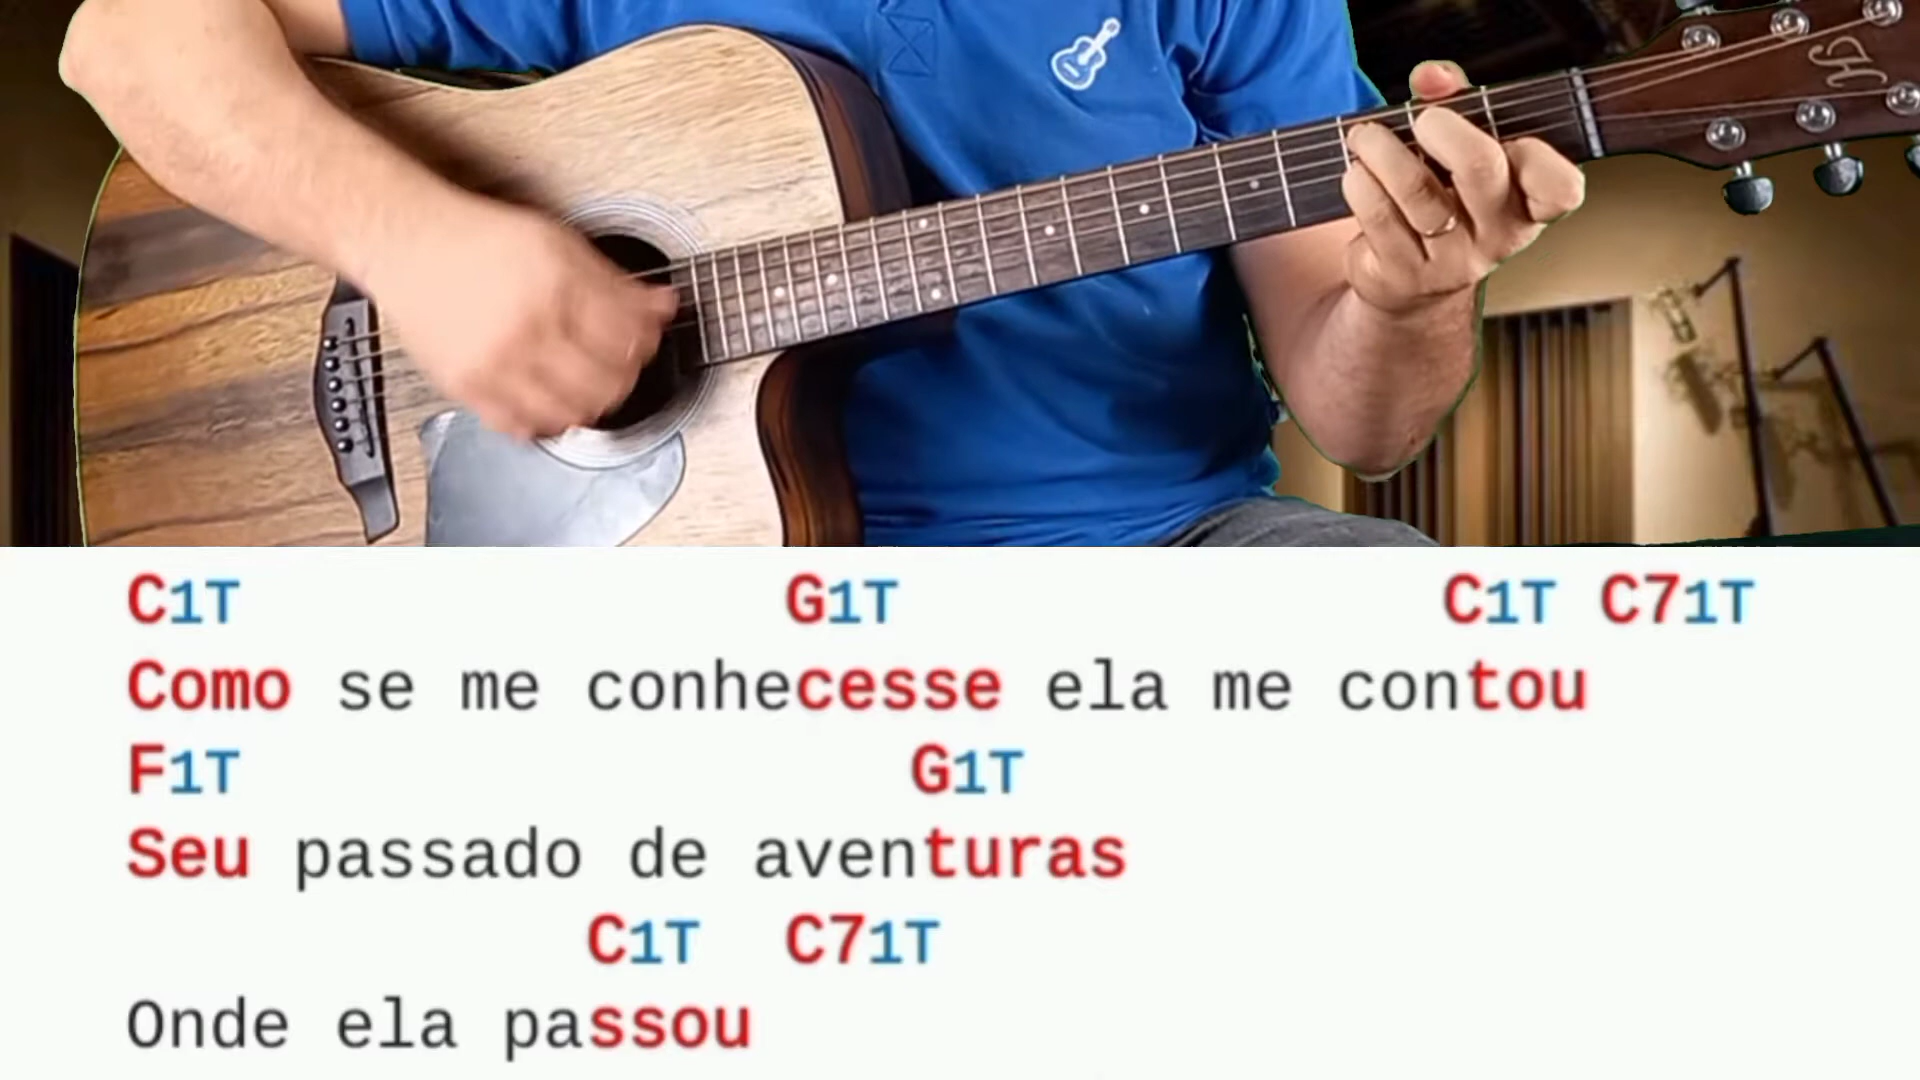 H
C1T G1T C1T C71T
Como se me conhecesse ela me contou
F1T G1T
Seu passado de aventuras
C1T C71T
Onde ela passou